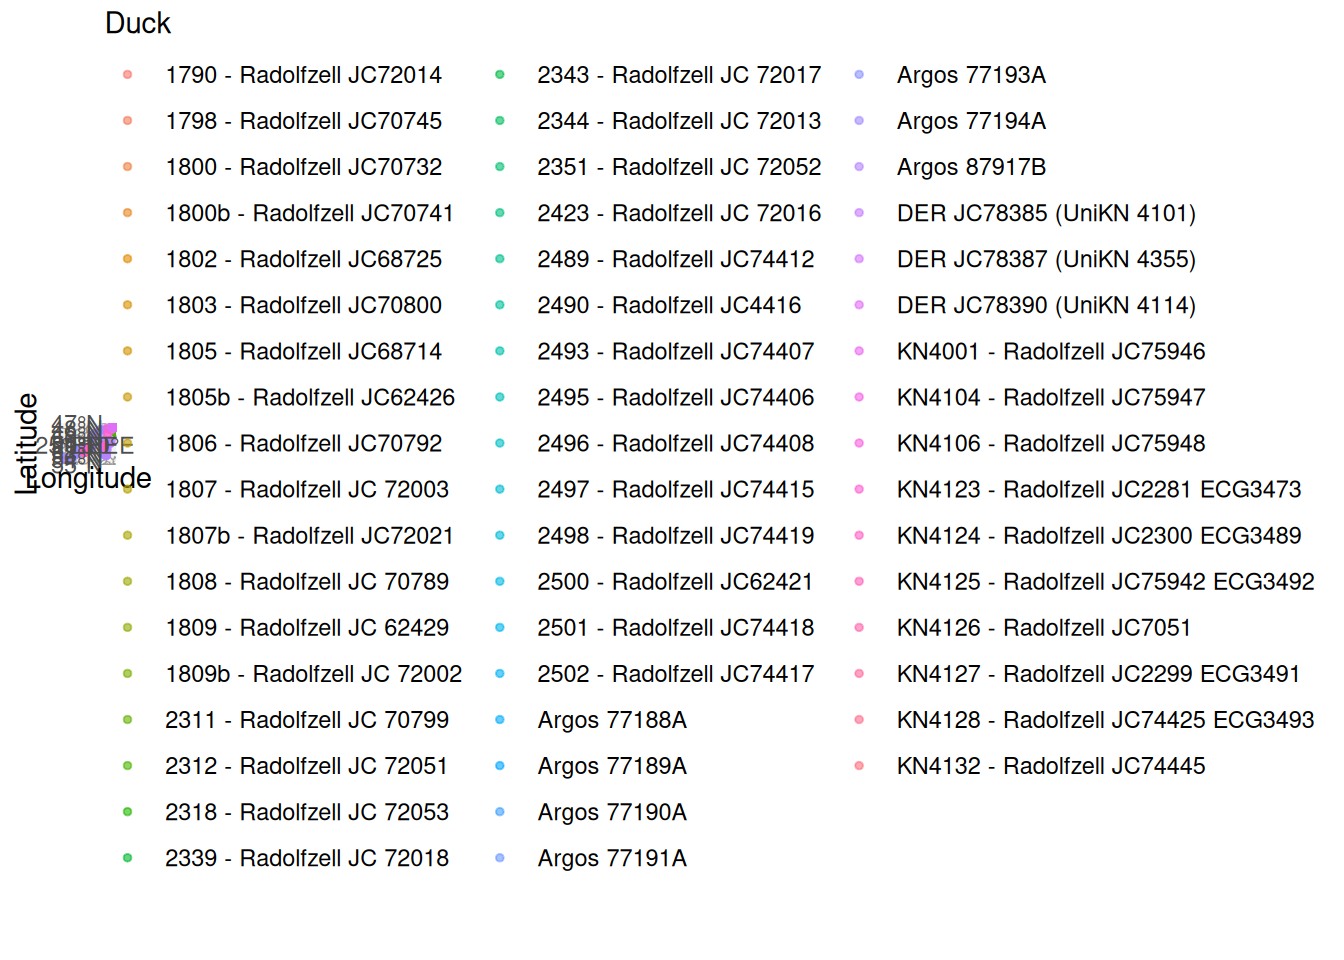 Duck
1790 - Radolfzell JC72014
1798 - Radolfzell JC70745
1800 - Radolfzell JC70732
1800b - Radolfzell JC70741
1802 - Radolfzell JC68725
1803 - Radolfzell JC70800
1805 - Radolfzell JC68714
1805b - Radolfzell JC62426
1806 - Radolfzell JC70792
1807 - Radolfzell JC 72003
1807b - Radolfzell JC72021
1808 - Radolfzell JC 70789
1809 - Radolfzell JC 62429
1809b - Radolfzell JC 72002
2311 - Radolfzell JC 70799
2312 - Radolfzell JC 72051
2318 - Radolfzell JC 72053
2339 - Radolfzell JC 72018
2343 - Radolfzell JC 72017
2344 - Radolfzell JC 72013
2351 - Radolfzell JC 72052
2423 - Radolfzell JC 72016
2489 - Radolfzell JC74412
2490 - Radolfzell JC4416
2493 - Radolfzell JC74407
2495 - Radolfzell JC74406
2496 - Radolfzell JC74408
2497 - Radolfzell JC74415
2498 - Radolfzell JC74419
2500 - Radolfzell JC62421
2501 - Radolfzell JC74418
2502 - Radolfzell JC74417
Argos 77188A
Argos 77189A
Argos 77190A
Argos 77191A
Argos 77193A
Argos 77194A
Argos 87917B
DER JC78385 (UniKN 4101)
DER JC78387 (UniKN 4355)
DER JC78390 (UniKN 4114)
KN4001 - Radolfzell JC75946
KN4104 - Radolfzell JC75947
KN4106 - Radolfzell JC75948
KN4123 - Radolfzell JC2281 ECG3473
KN4124 - Radolfzell JC2300 ECG3489
KN4125 - Radolfzell JC75942 ECG3492
KN4126 - Radolfzell JC7051
KN4127 - Radolfzell JC2299 ECG3491
KN4128 - Radolfzell JC74425 ECG3493
KN4132 - Radolfzell JC74445
Latitude
Longitude